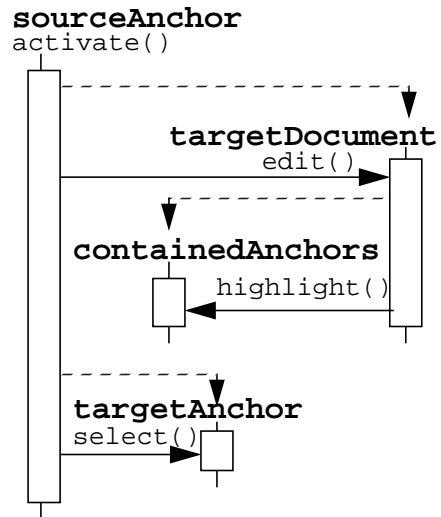 sourceAnchor
activate()
targetDocument
edit()
containedAnchors
highlight()
targetAnchor
select()